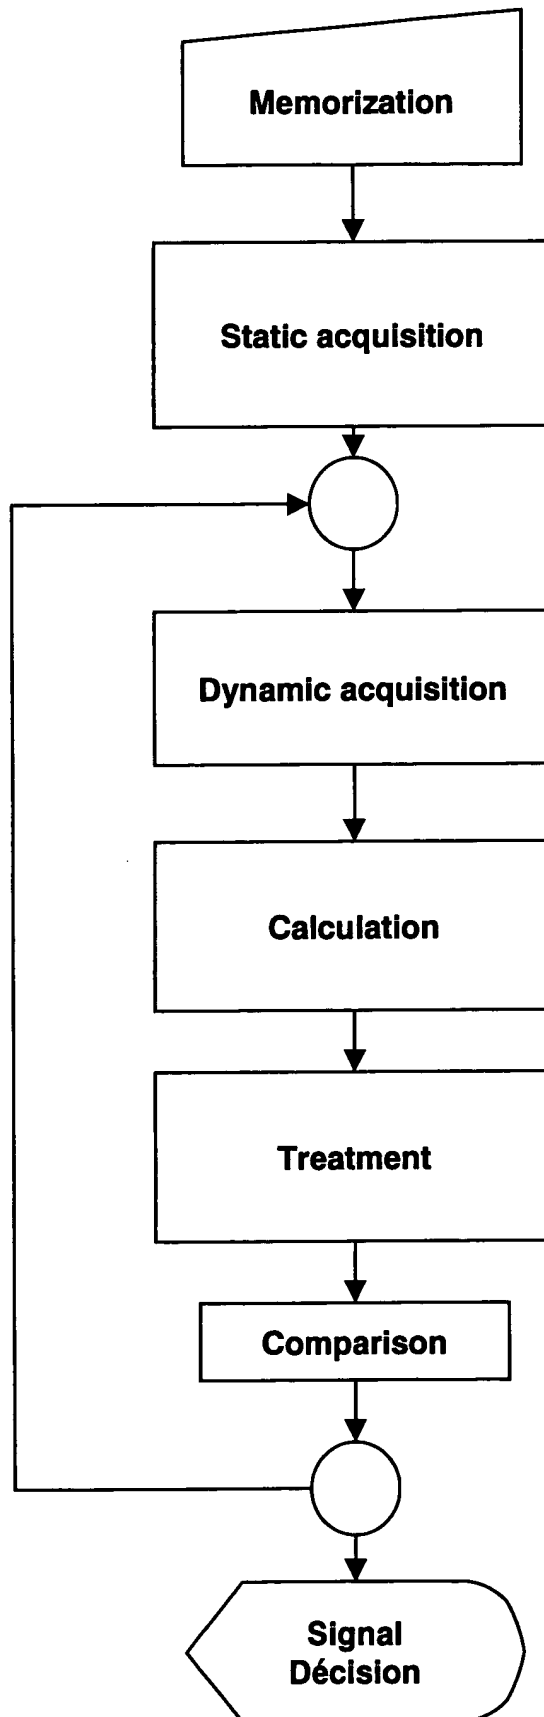 Memorization
Static acquisition
Dynamic acquisition
Calculation
Treatment
Comparison
Signal
Décision